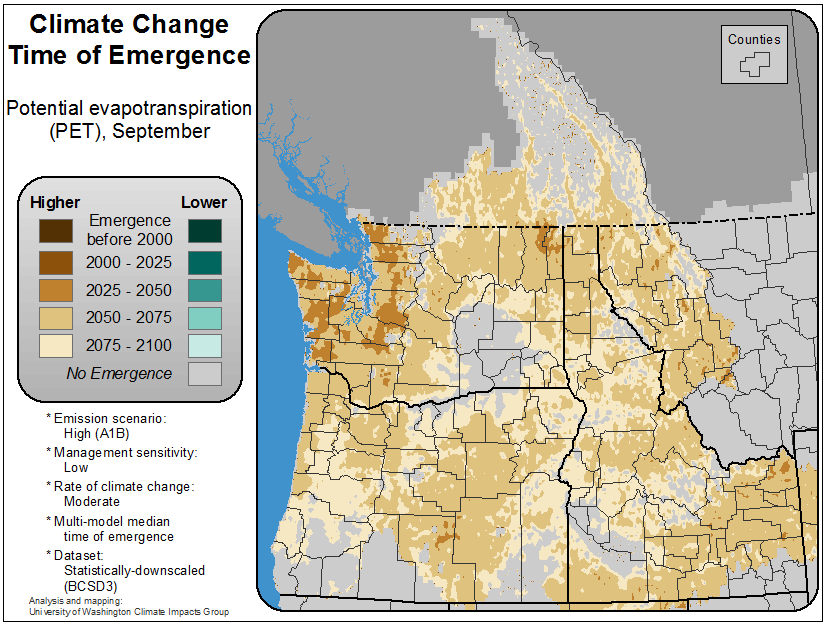 Climate Change
Time of Emergence
Potential evapotranspiration
(PET), September
Higher Lower
Emergence
before 2000
2000 - 2025
2025 - 2050
2050 - 2075
2075 - 2100
No Emergence
* Emission scenario:
High (A1B)
* Management sensitivity:
Low
* Rate of climate change:
Moderate
* Multi-model median
time of emergence
* Dataset:
Statistically-downscaled
(BCSD3)
Analysis and mapping:
University of Washington Climate Impacts Group
Counties